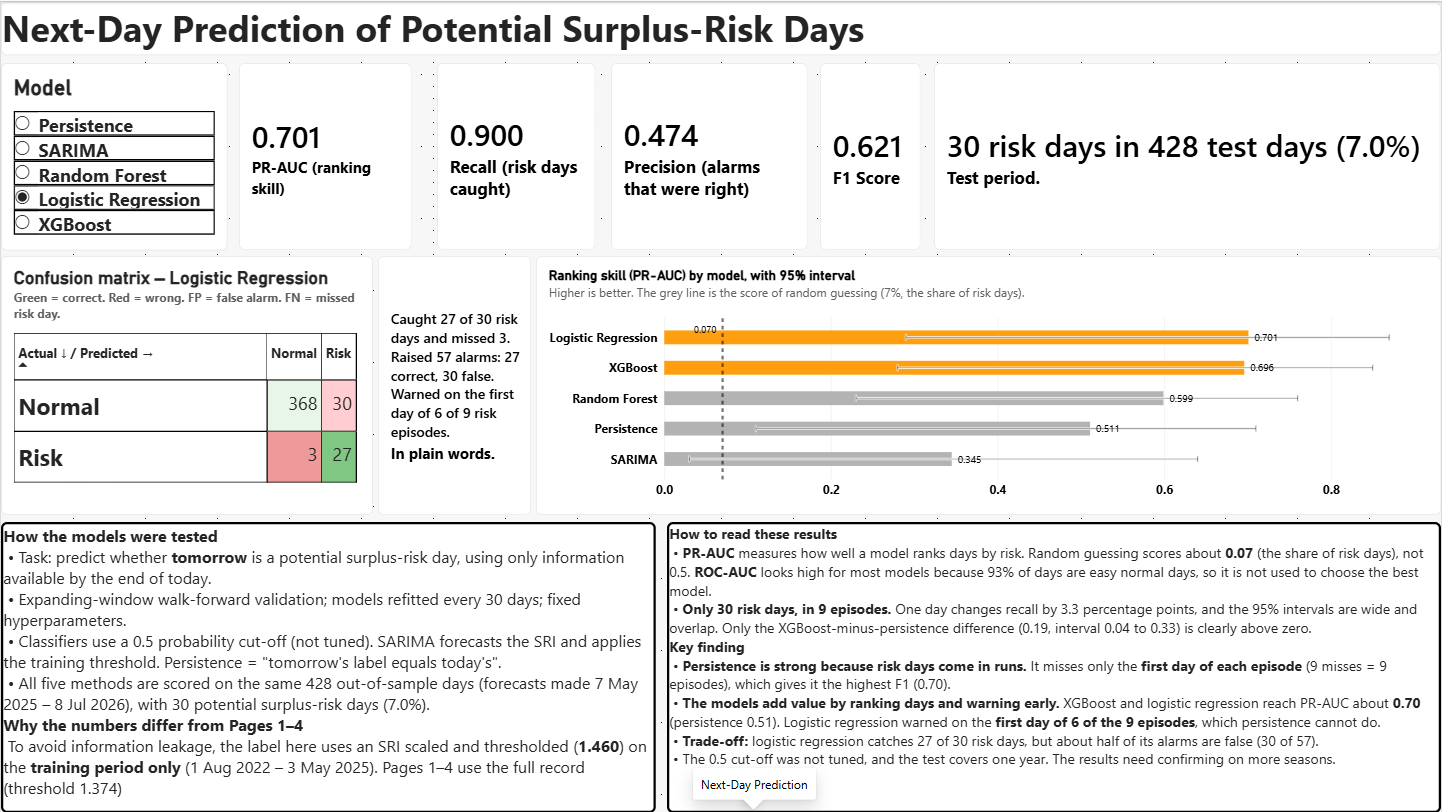 Next-Day Prediction of Potential Surplus-Risk Days
Model
Persistence
SARIMA
Random Forest
Logistic Regression
XGBoost
0.701
PR-AUC (ranking
skill)
0.900
Recall (risk days
caught)
0.474
Precision (alarms
that were right)
0.621
F1 Score
30 risk days in 428 test days (7.0%)
Test period.
Confusion matrix – Logistic Regression
Green = correct. Red = wrong. FP = false alarm. FN = missed
risk day.
Actual ↓ / Predicted → Normal Risk
Normal 368 30
Risk 3 27
Caught 27 of 30 risk
days and missed 3.
Raised 57 alarms: 27
correct, 30 false.
Warned on the first
day of 6 of 9 risk
episodes.
In plain words.
Ranking skill (PR-AUC) by model, with 95% interval
Higher is better. The grey line is the score of random guessing (7%, the share of risk days).
0.070
Logistic Regression 0.701
XGBoost 0.696
Random Forest 0.599
Persistence 0.511
SARIMA 0.345
0.0 0.2 0.4 0.6 0.8
How the models were tested
• Task: predict whether tomorrow is a potential surplus-risk day, using only information
available by the end of today.
• Expanding-window walk-forward validation; models refitted every 30 days; fixed
hyperparameters.
• Classifiers use a 0.5 probability cut-off (not tuned). SARIMA forecasts the SRI and applies
the training threshold. Persistence = "tomorrow's label equals today's".
• All five methods are scored on the same 428 out-of-sample days (forecasts made 7 May
2025 – 8 Jul 2026), with 30 potential surplus-risk days (7.0%).
Why the numbers differ from Pages 1–4
To avoid information leakage, the label here uses an SRI scaled and thresholded (1.460) on
the training period only (1 Aug 2022 – 3 May 2025). Pages 1–4 use the full record
(threshold 1.374)
How to read these results
• PR-AUC measures how well a model ranks days by risk. Random guessing scores about 0.07 (the share of risk days), not
0.5. ROC-AUC looks high for most models because 93% of days are easy normal days, so it is not used to choose the best
model.
• Only 30 risk days, in 9 episodes. One day changes recall by 3.3 percentage points, and the 95% intervals are wide and
overlap. Only the XGBoost-minus-persistence difference (0.19, interval 0.04 to 0.33) is clearly above zero.
Key finding
• Persistence is strong because risk days come in runs. It misses only the first day of each episode (9 misses = 9
episodes), which gives it the highest F1 (0.70).
• The models add value by ranking days and warning early. XGBoost and logistic regression reach PR-AUC about 0.70
(persistence 0.51). Logistic regression warned on the first day of 6 of the 9 episodes, which persistence cannot do.
• Trade-off: logistic regression catches 27 of 30 risk days, but about half of its alarms are false (30 of 57).
• The 0.5 cut-off was not tuned, and the test covers one year. The results need confirming on more seasons.
Next-Day Prediction